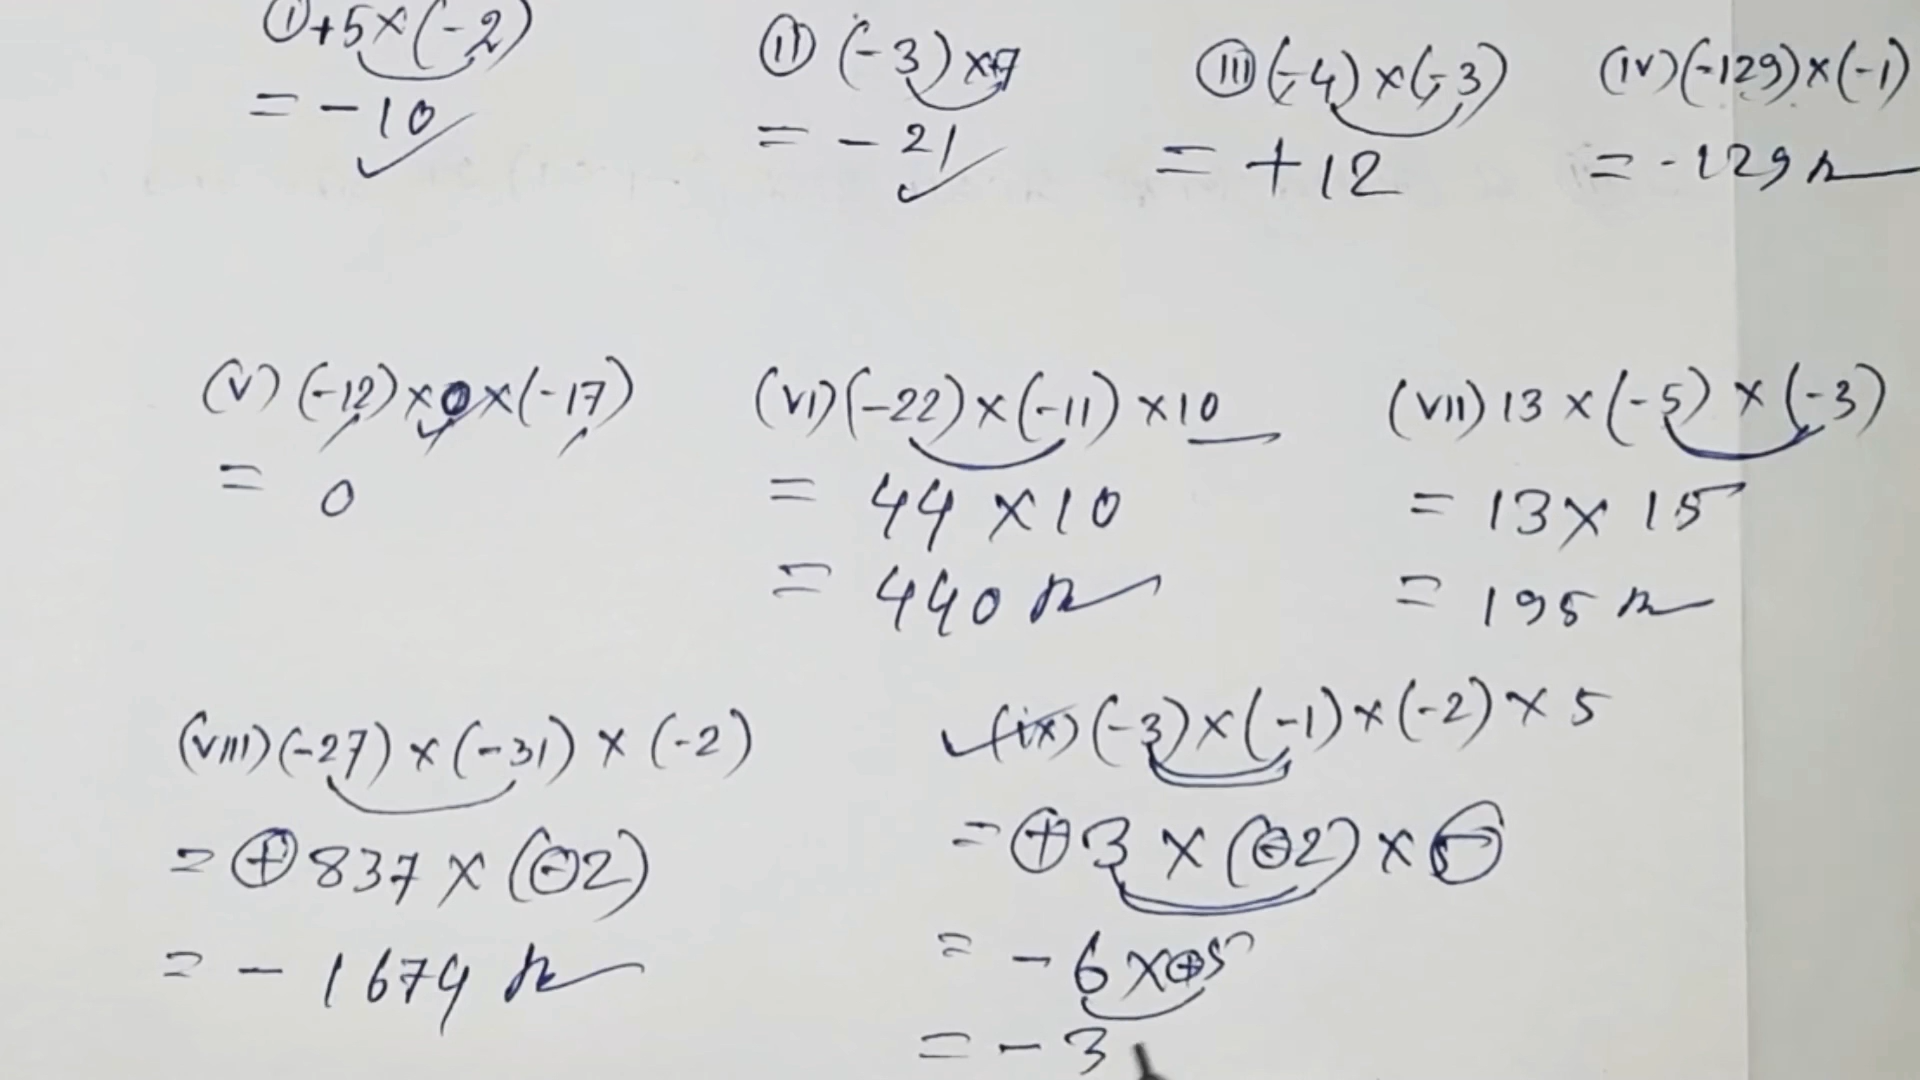 (i) +5×(-2)
= -10
(ii) (-3)×+7
= -21
(iii) (-4)×(-3)
= +12
(iv) (-129)×(-1)
= -129
(v) (-12)×0×(-17)
= 0
(vi) (-22)×(-11)×10
= 44×10
= 440
(vii) 13×(-5)×(-3)
= 13×15
= 195
(viii) (-27)×(-31)×(-2)
= +837×(-2)
= -1674
(ix) (-3)×(-1)×(-2)×5
= +3×(-2)×5
= -6×+5
= -3